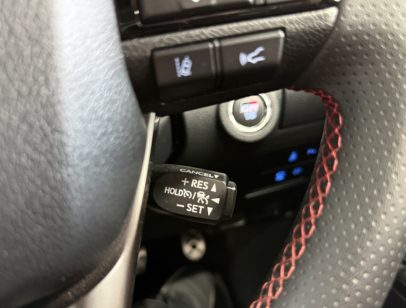 CANCEL▼
+ RES ▲
HOLD / ◀
− SET ▼